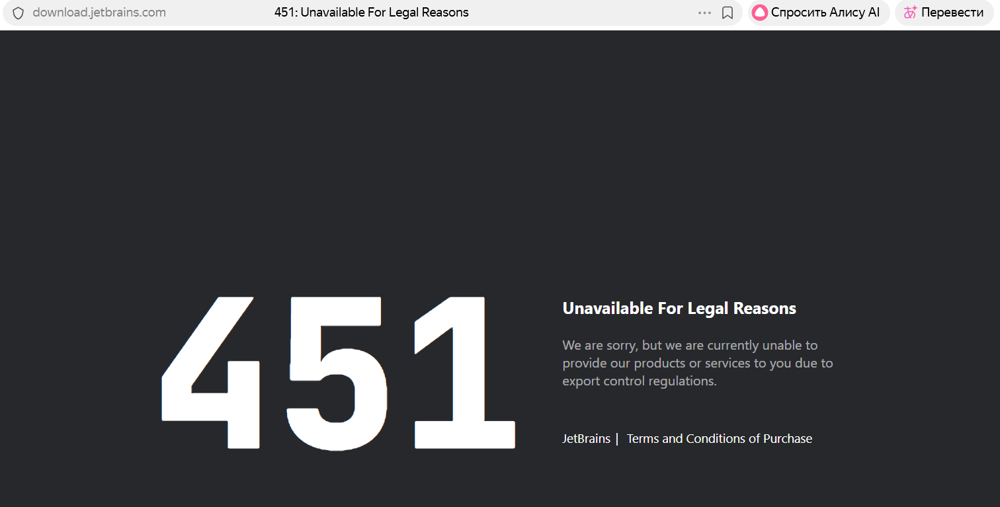 download.jetbrains.com 451: Unavailable For Legal Reasons Спросить Алису AI Перевести
451
Unavailable For Legal Reasons
We are sorry, but we are currently unable to
provide our products or services to you due to
export control regulations.
JetBrains | Terms and Conditions of Purchase